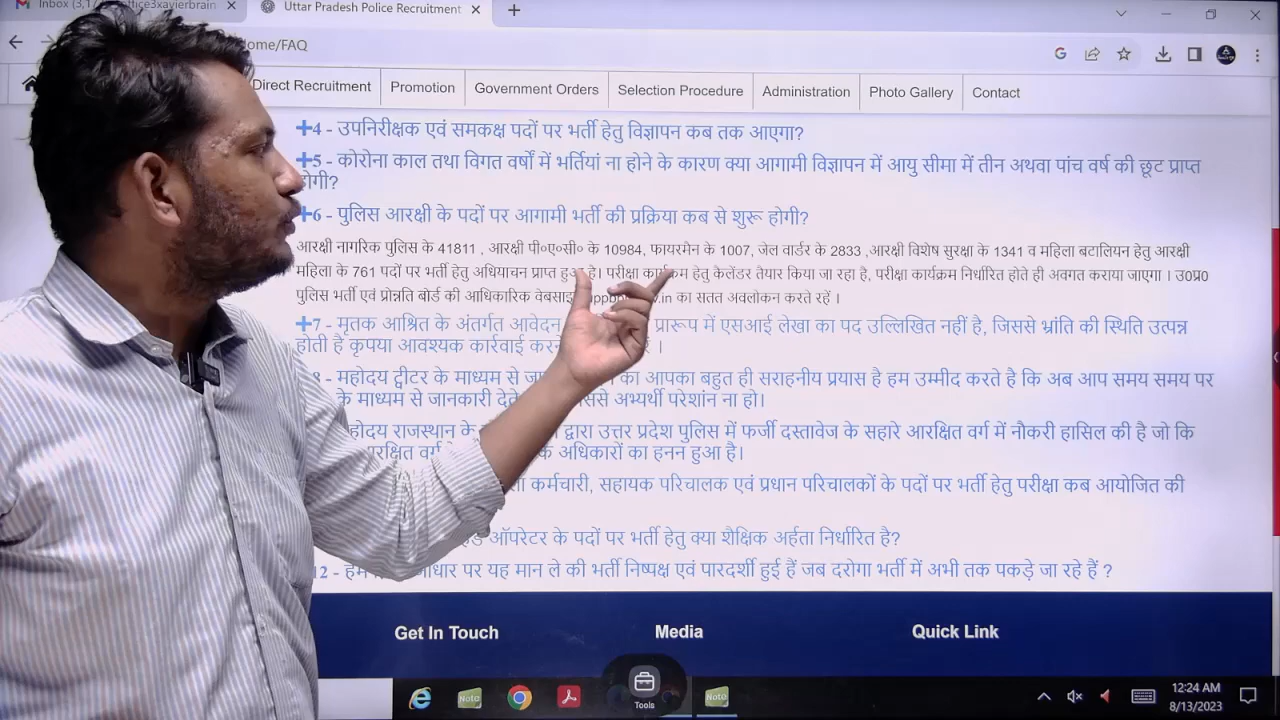 Inbox (3,17 ffice3xavierbrain
Uttar Pradesh Police Recruitment
ome/FAQ
Direct Recruitment
Promotion
Government Orders
Selection Procedure
Administration
Photo Gallery
Contact
+4 - उपनिरीक्षक एवं समकक्ष पदों पर भर्ती हेतु विज्ञापन कब तक आएगा?
+5 - कोरोना काल तथा विगत वर्षो में भर्तियां ना होने के कारण क्या आगामी विज्ञापन में आयु सीमा में तीन अथवा पांच वर्ष की छूट प्राप्त
होगी?
+6 - पुलिस आरक्षी के पदों पर आगामी भर्ती की प्रक्रिया कब से शुरू होगी?
आरक्षी नागरिक पुलिस के 41811 , आरक्षी पी०ए०सी० के 10984, फायरमेन के 1007, जेल वार्डर के 2833 ,आरक्षी विशेष सुरक्षा के 1341 व महिला बटालियन हेतु आरक्षी
महिला के 761 पदों पर भर्ती हेतु अधियाचन प्राप्त हुआ है। परीक्षा कार्यक्रम हेतु कैलेंडर तैयार किया जा रहा है, परीक्षा कार्यक्रम निर्धारित होते ही अवगत कराया जाएगा । उ0प्र0
पुलिस भर्ती एवं प्रोन्नति बोर्ड की आधिकारिक .in का सतत अवलोकन करते रहें ।
+7 - मृतक आश्रित के अंतर्गत आवेदन प्रारूप में एसआई लेखा का पद उल्लिखित नहीं है, जिससे भ्रांति की स्थिति उत्पन्न
होती है कृपया आवश्यक कार्रवाई ।
8 - महोदय ट्वीटर के माध्यम से का आपका बहुत ही सराहनीय प्रयास है हम उम्मीद करते है कि अब आप समय समय पर
के माध्यम से जानकारी अभ्यर्थी परेशांन ना हो।
होदय राजस्थान के द्वारा उत्तर प्रदेश पुलिस में फर्जी दस्तावेज के सहारे आरक्षित वर्ग में नौकरी हासिल की है जो कि
वर्ग के अधिकारों का हनन हुआ है।
कर्मचारी, सहायक परिचालक एवं प्रधान परिचालकों के पदों पर भर्ती हेतु परीक्षा कब आयोजित की
ऑपरेटर के पदों पर भर्ती हेतु क्या शैक्षिक अर्हता निर्धारित है?
12 - पर यह मान ले की भर्ती निष्पक्ष एवं पारदर्शी हुई हैं जब दरोगा भर्ती में अभी तक पकड़े जा रहे हैं ?
Get In Touch
Media
Quick Link
Note
Tools
Note
12:24 AM
8/13/2023